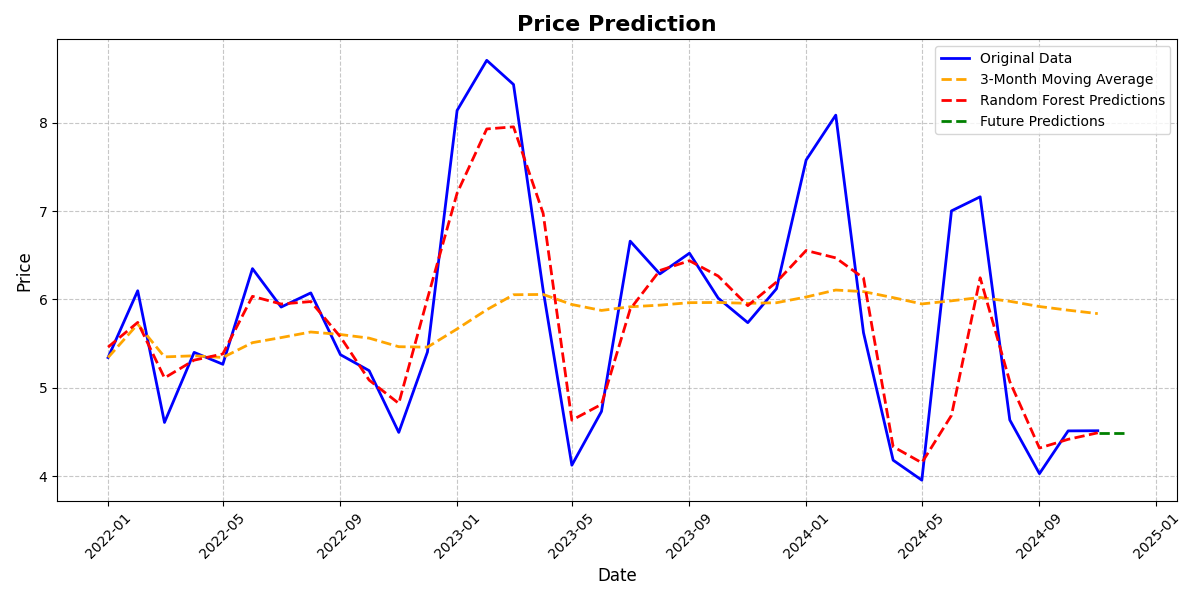 Price Prediction
Original Data
3-Month Moving Average
Random Forest Predictions
Future Predictions
Price
8
7
6
5
4
2022-01
2022-05
2022-09
2023-01
2023-05
2023-09
2024-01
2024-05
2024-09
2025-01
Date